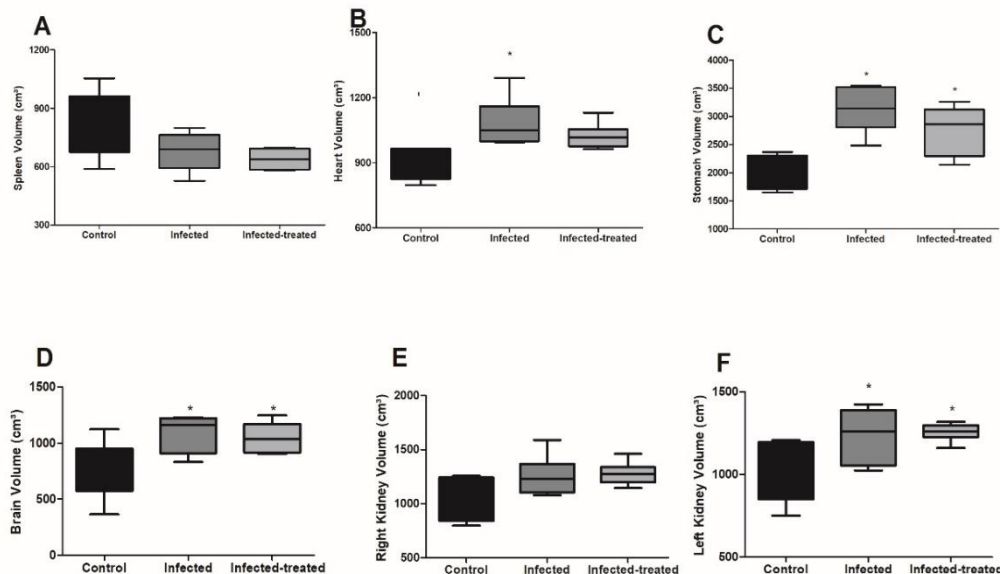 A
Spleen Volume (cm³)
1200
900
600
300
Control Infected Infected-treated
B
Heart Volume (cm³)
1500
1200
900
600
*
Control Infected Infected-treated
C
Stomach Volume (cm³)
4000
3500
3000
2500
2000
1500
1000
* *
Control Infected Infected-treated
D
Brain Volume (cm³)
1500
1000
500
0
* *
Control Infected Infected-treated
E
Right Kidney Volume (cm³)
2000
1500
1000
500
Control Infected Infected-treated
F
Left Kidney Volume (cm³)
1500
1000
500
* *
Control Infected Infected-treated